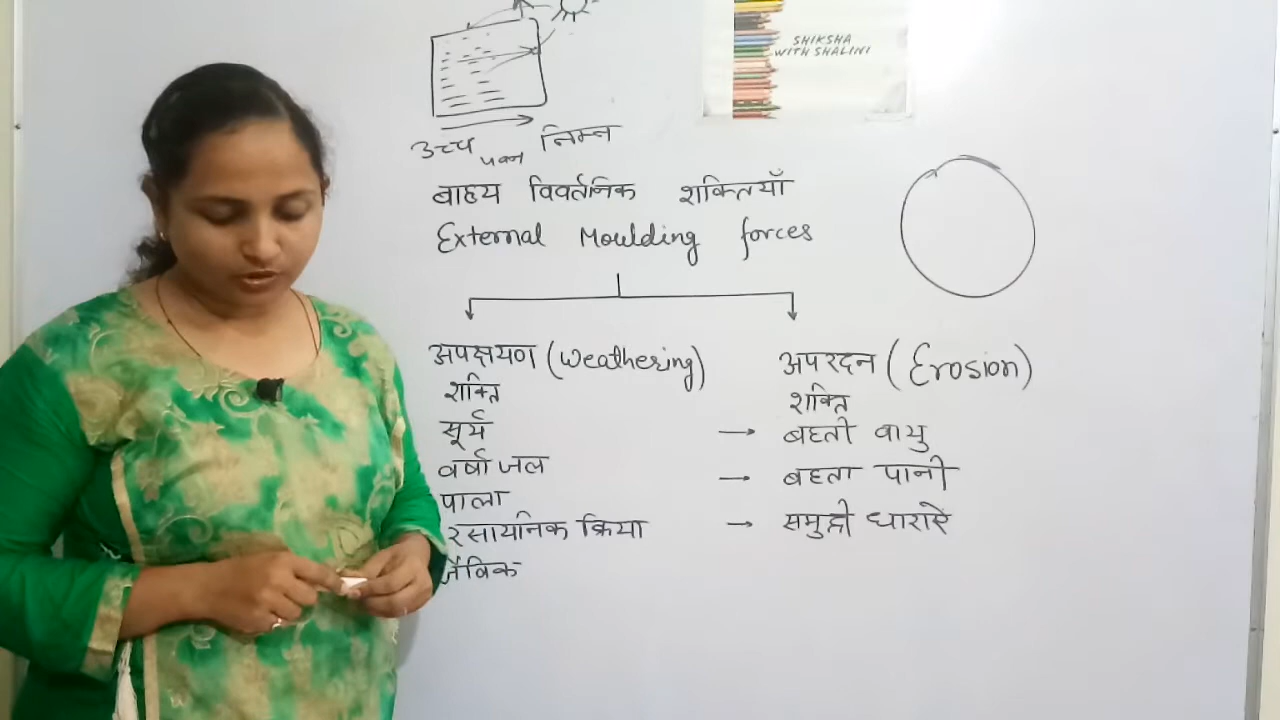 SHIKSHA
WITH SHALINI
उच्च पवन निम्न
बाह्य विवर्तनिक शक्तियाँ
External Moulding forces
अपक्षयण (Weathering)
शक्ति
सूर्य
वर्षा जल
पाला
रसायनिक क्रिया
जैविक
अपरदन (Erosion)
शक्ति
→ बहती वायु
→ बहता पानी
→ समुद्री धाराऐ